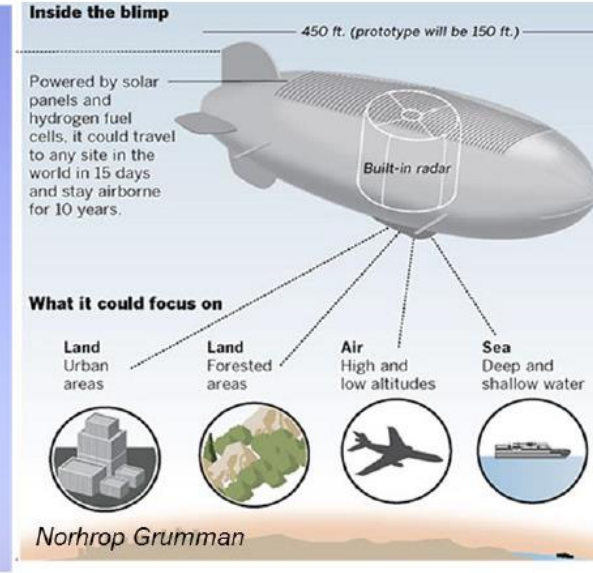 Inside the blimp
450 ft. (prototype will be 150 ft.)
Powered by solar
panels and
hydrogen fuel
cells, it could travel
to any site in the
world in 15 days
and stay airborne
for 10 years.
Built-in radar
What it could focus on
Land
Urban
areas
Land
Forested
areas
Air
High and
low altitudes
Sea
Deep and
shallow water
Norhrop Grumman